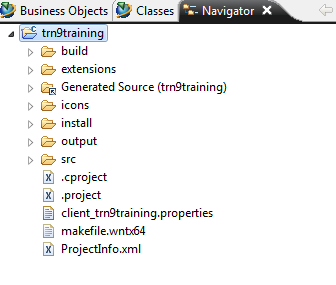 Business Objects Classes Navigator
trn9training
build
extensions
Generated Source (trn9training)
icons
install
output
src
.cproject
.project
client_trn9training.properties
makefile.wntx64
ProjectInfo.xml